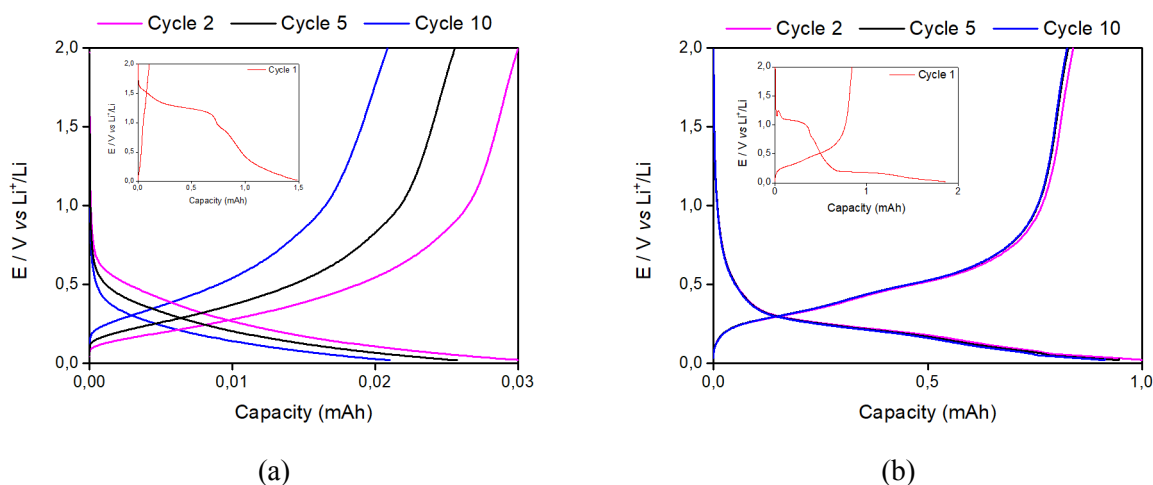 Cycle 2 Cycle 5 Cycle 10
2,0
1,5
1,0
0,5
0,0
E / V vs Li⁺/Li
0,00 0,01 0,02 0,03
Capacity (mAh)
Cycle 1
2,0
1,5
1,0
0,5
0,0
E / V vs Li⁺/Li
0,0 0,5 1,0 1,5
Capacity (mAh)
(a)
Cycle 2 Cycle 5 Cycle 10
2,0
1,5
1,0
0,5
0,0
E / V vs Li⁺/Li
0,0 0,5 1,0
Capacity (mAh)
Cycle 1
2,0
1,5
1,0
0,5
0,0
E / V vs Li⁺/Li
0 1 2
Capacity (mAh)
(b)